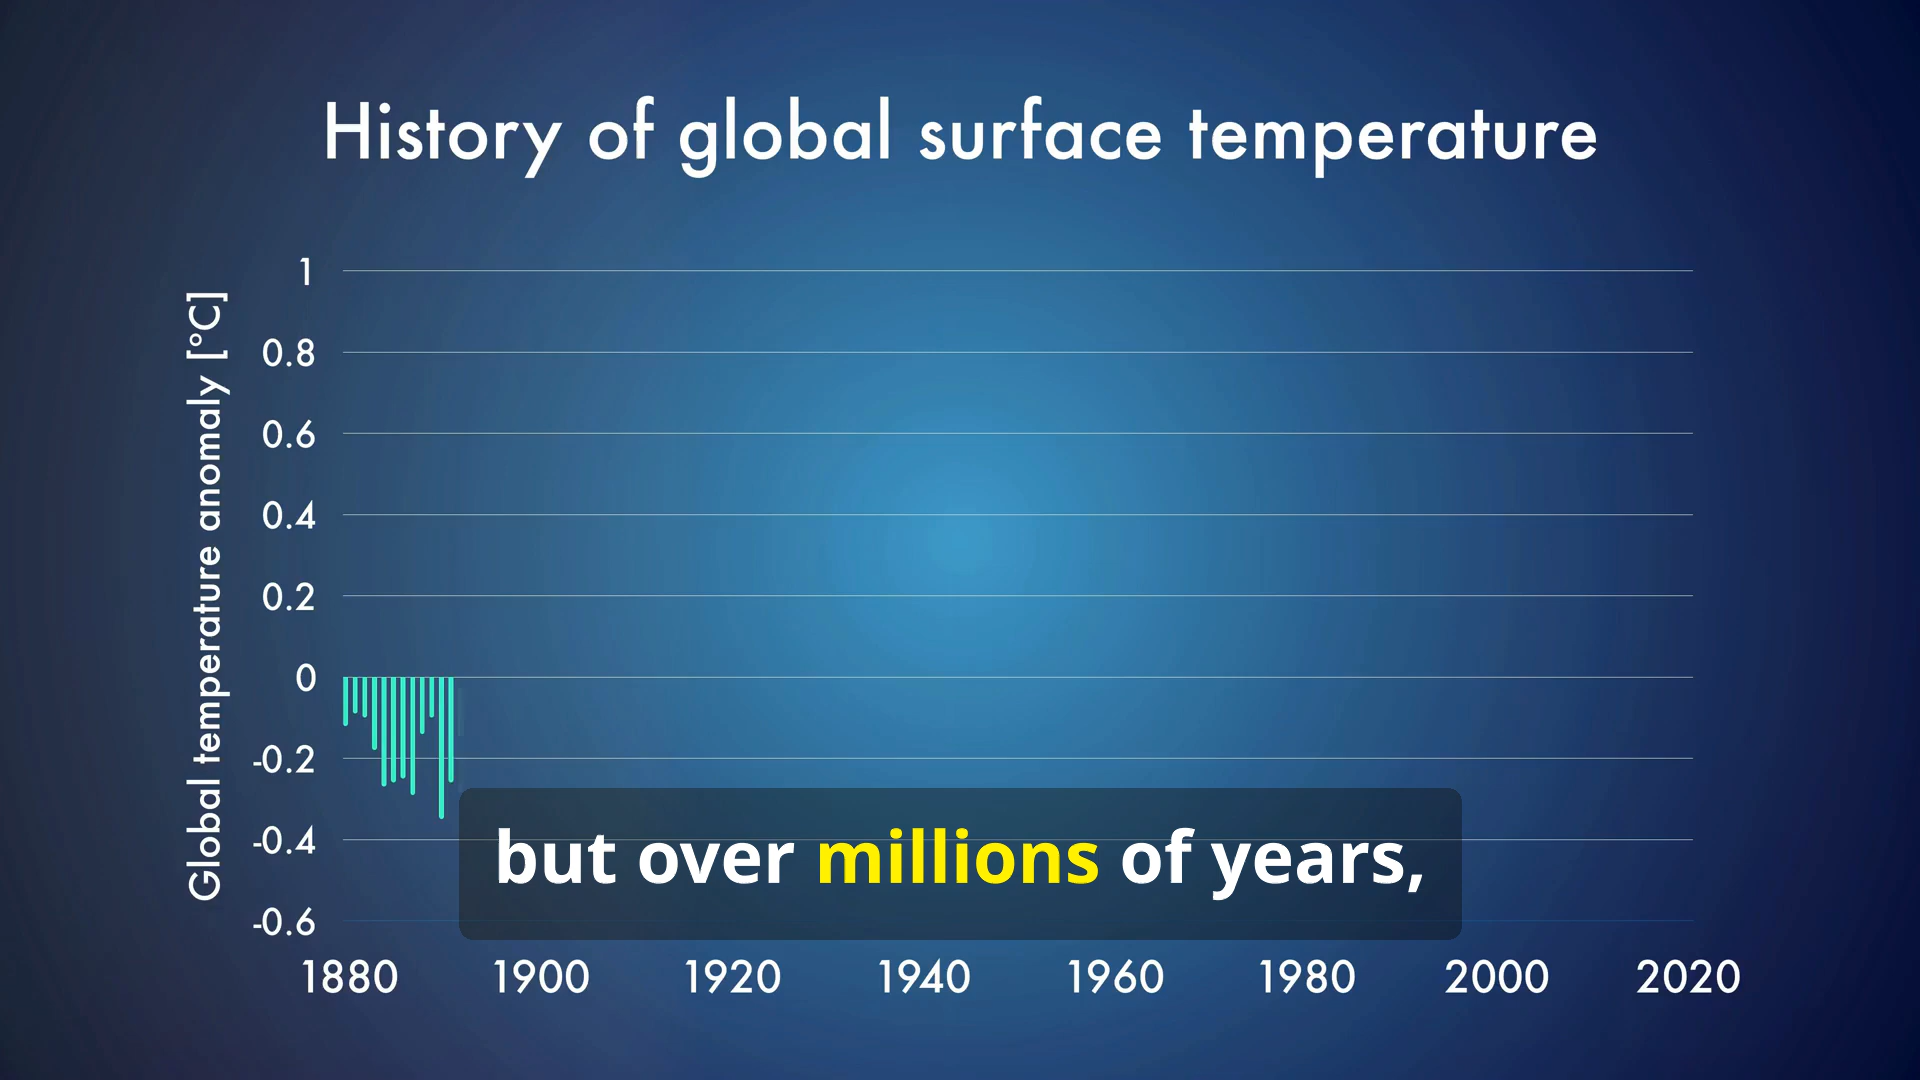 History of global surface temperature
Global temperature anomaly [°C]
1
0.8
0.6
0.4
0.2
0
-0.2
-0.4
-0.6
but over millions of years,
1880 1900 1920 1940 1960 1980 2000 2020